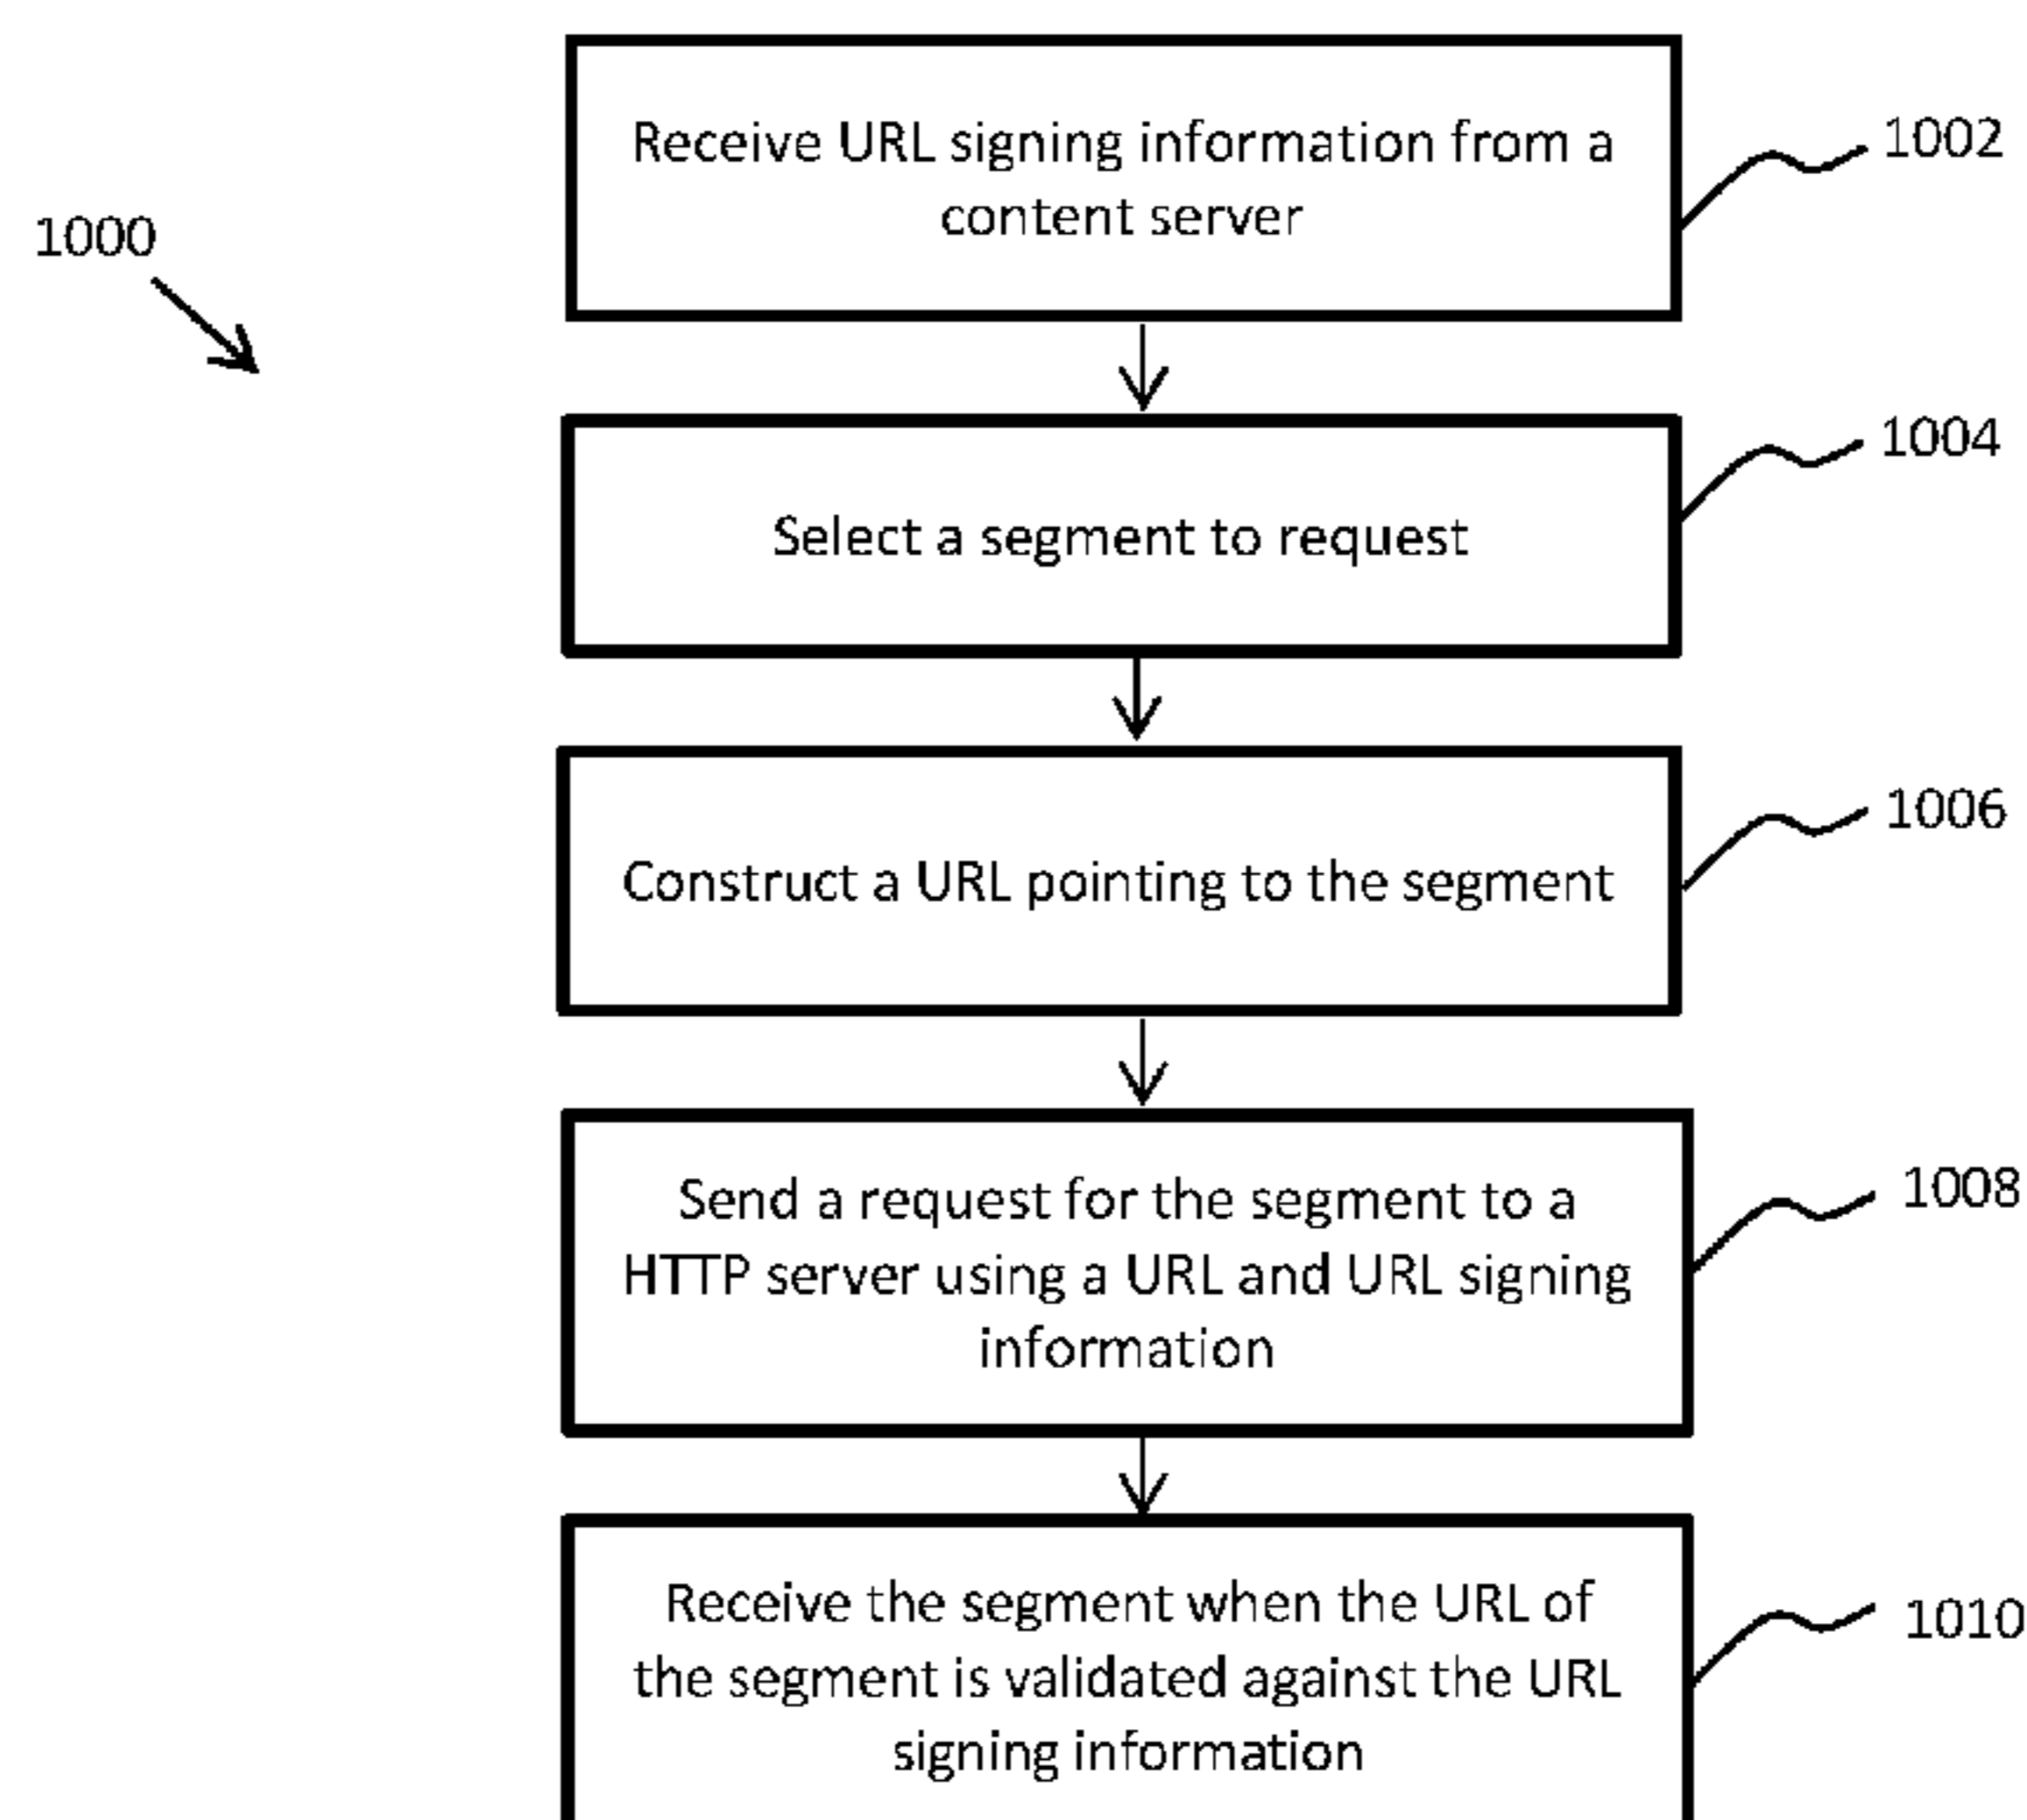 Receive URL signing information from a
content server
1002
1000
Select a segment to request
1004
Construct a URL pointing to the segment
1006
Send a request for the segment to a
HTTP server using a URL and URL signing
information
1008
Receive the segment when the URL of
the segment is validated against the URL
signing information
1010